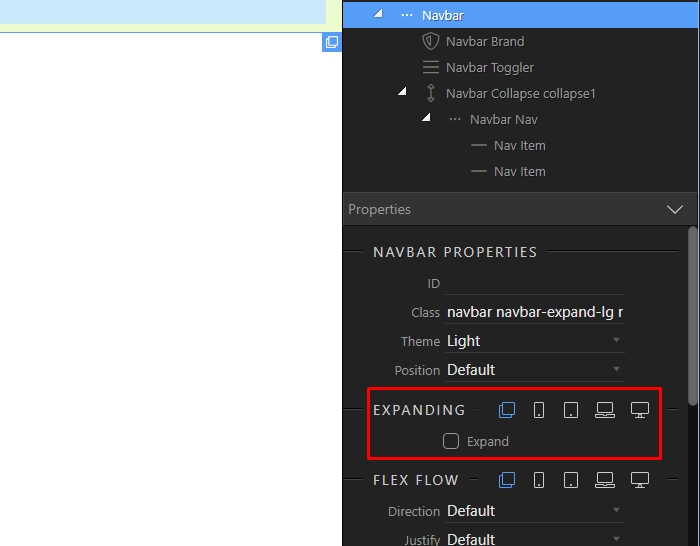 Navbar
Navbar Brand
Navbar Toggler
Navbar Collapse collapse1
Navbar Nav
Nav Item
Nav Item
Properties
NAVBAR PROPERTIES
ID
Class navbar navbar-expand-lg r
Theme Light
Position Default
EXPANDING
Expand
FLEX FLOW
Direction Default
Justify Default